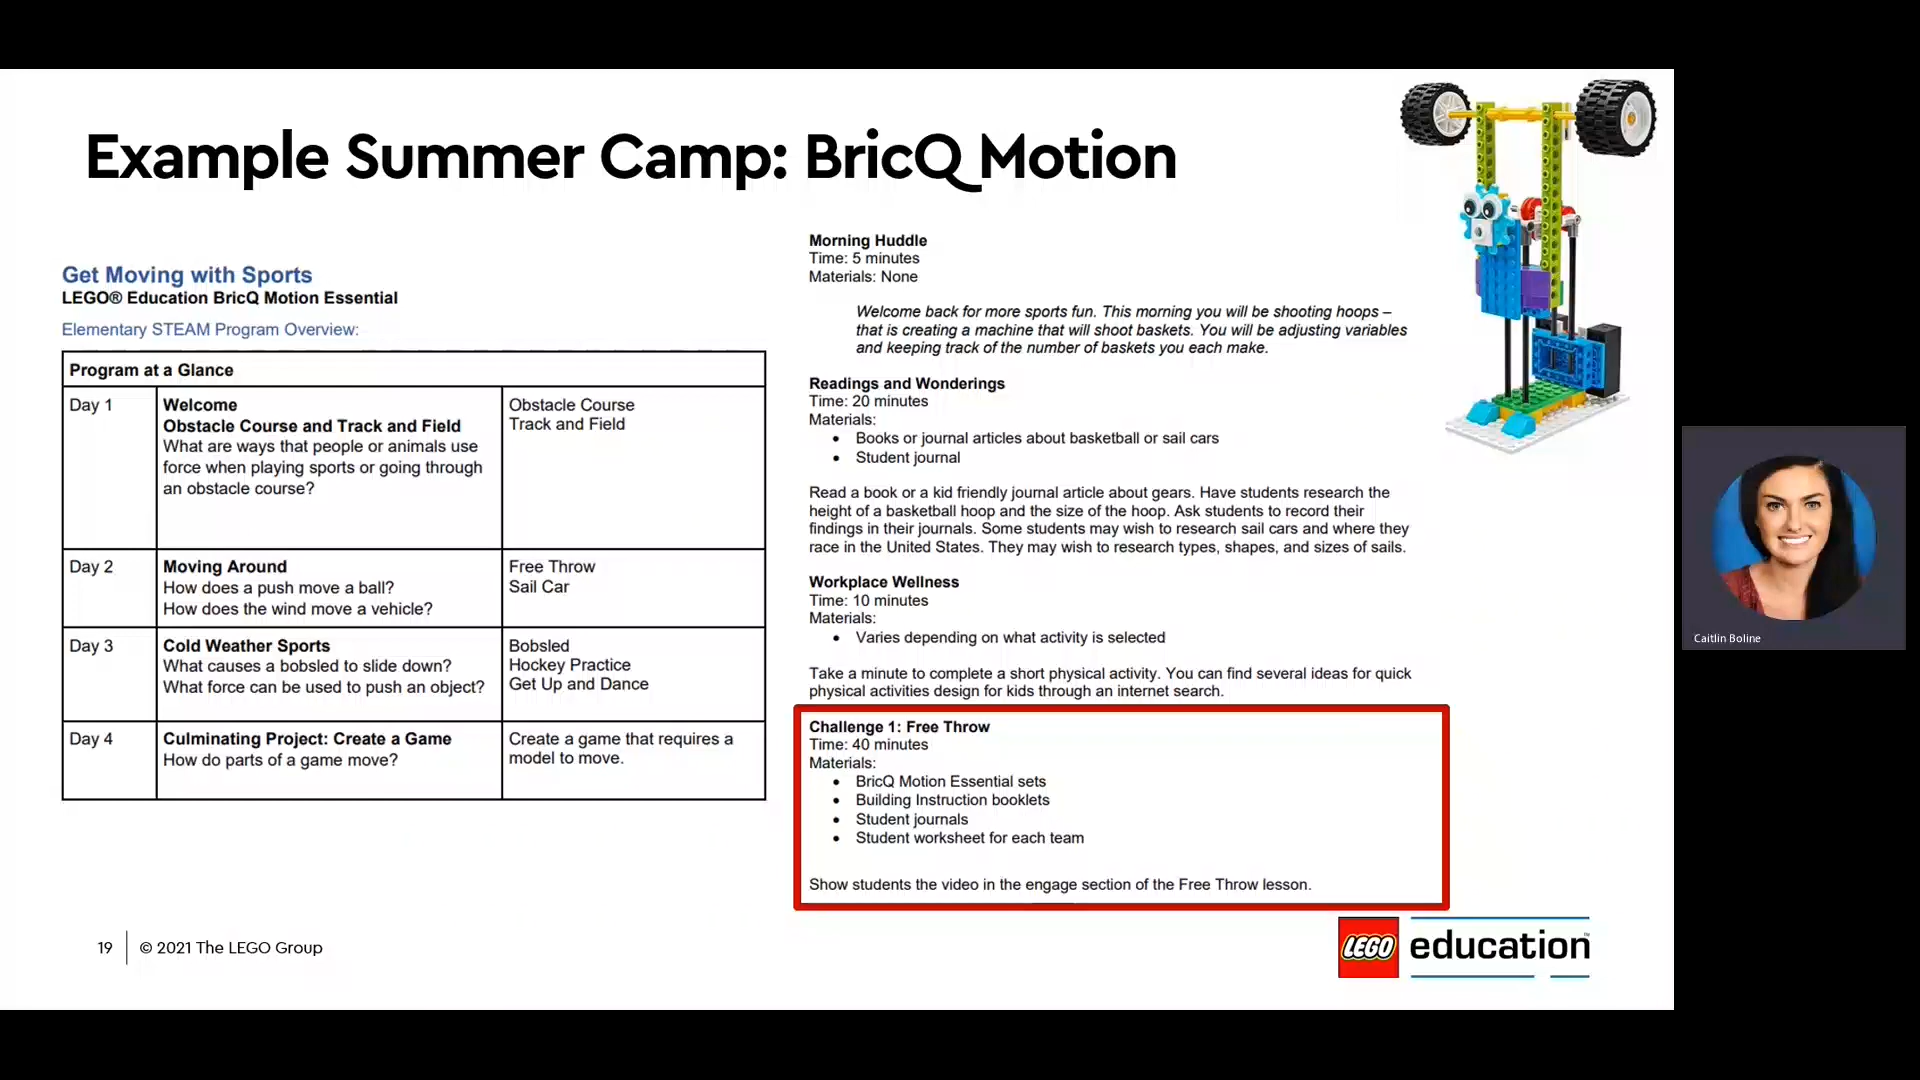 Example Summer Camp: BricQ Motion
Get Moving with Sports
LEGO® Education BricQ Motion Essential
Elementary STEAM Program Overview:
Program at a Glance
Day 1
Welcome
Obstacle Course and Track and Field
What are ways that people or animals use
force when playing sports or going through
an obstacle course?
Obstacle Course
Track and Field
Day 2
Moving Around
How does a push move a ball?
How does the wind move a vehicle?
Free Throw
Sail Car
Day 3
Cold Weather Sports
What causes a bobsled to slide down?
What force can be used to push an object?
Bobsled
Hockey Practice
Get Up and Dance
Day 4
Culminating Project: Create a Game
How do parts of a game move?
Create a game that requires a
model to move.
Morning Huddle
Time: 5 minutes
Materials: None
Welcome back for more sports fun. This morning you will be shooting hoops –
that is creating a machine that will shoot baskets. You will be adjusting variables
and keeping track of the number of baskets you each make.
Readings and Wonderings
Time: 20 minutes
Materials:
• Books or journal articles about basketball or sail cars
• Student journal
Read a book or a kid friendly journal article about gears. Have students research the
height of a basketball hoop and the size of the hoop. Ask students to record their
findings in their journals. Some students may wish to research sail cars and where they
race in the United States. They may wish to research types, shapes, and sizes of sails.
Workplace Wellness
Time: 10 minutes
Materials:
• Varies depending on what activity is selected
Take a minute to complete a short physical activity. You can find several ideas for quick
physical activities design for kids through an internet search.
Challenge 1: Free Throw
Time: 40 minutes
Materials:
• BricQ Motion Essential sets
• Building Instruction booklets
• Student journals
• Student worksheet for each team
Show students the video in the engage section of the Free Throw lesson.
19
© 2021 The LEGO Group
LEGO education™
Caitlin Boline